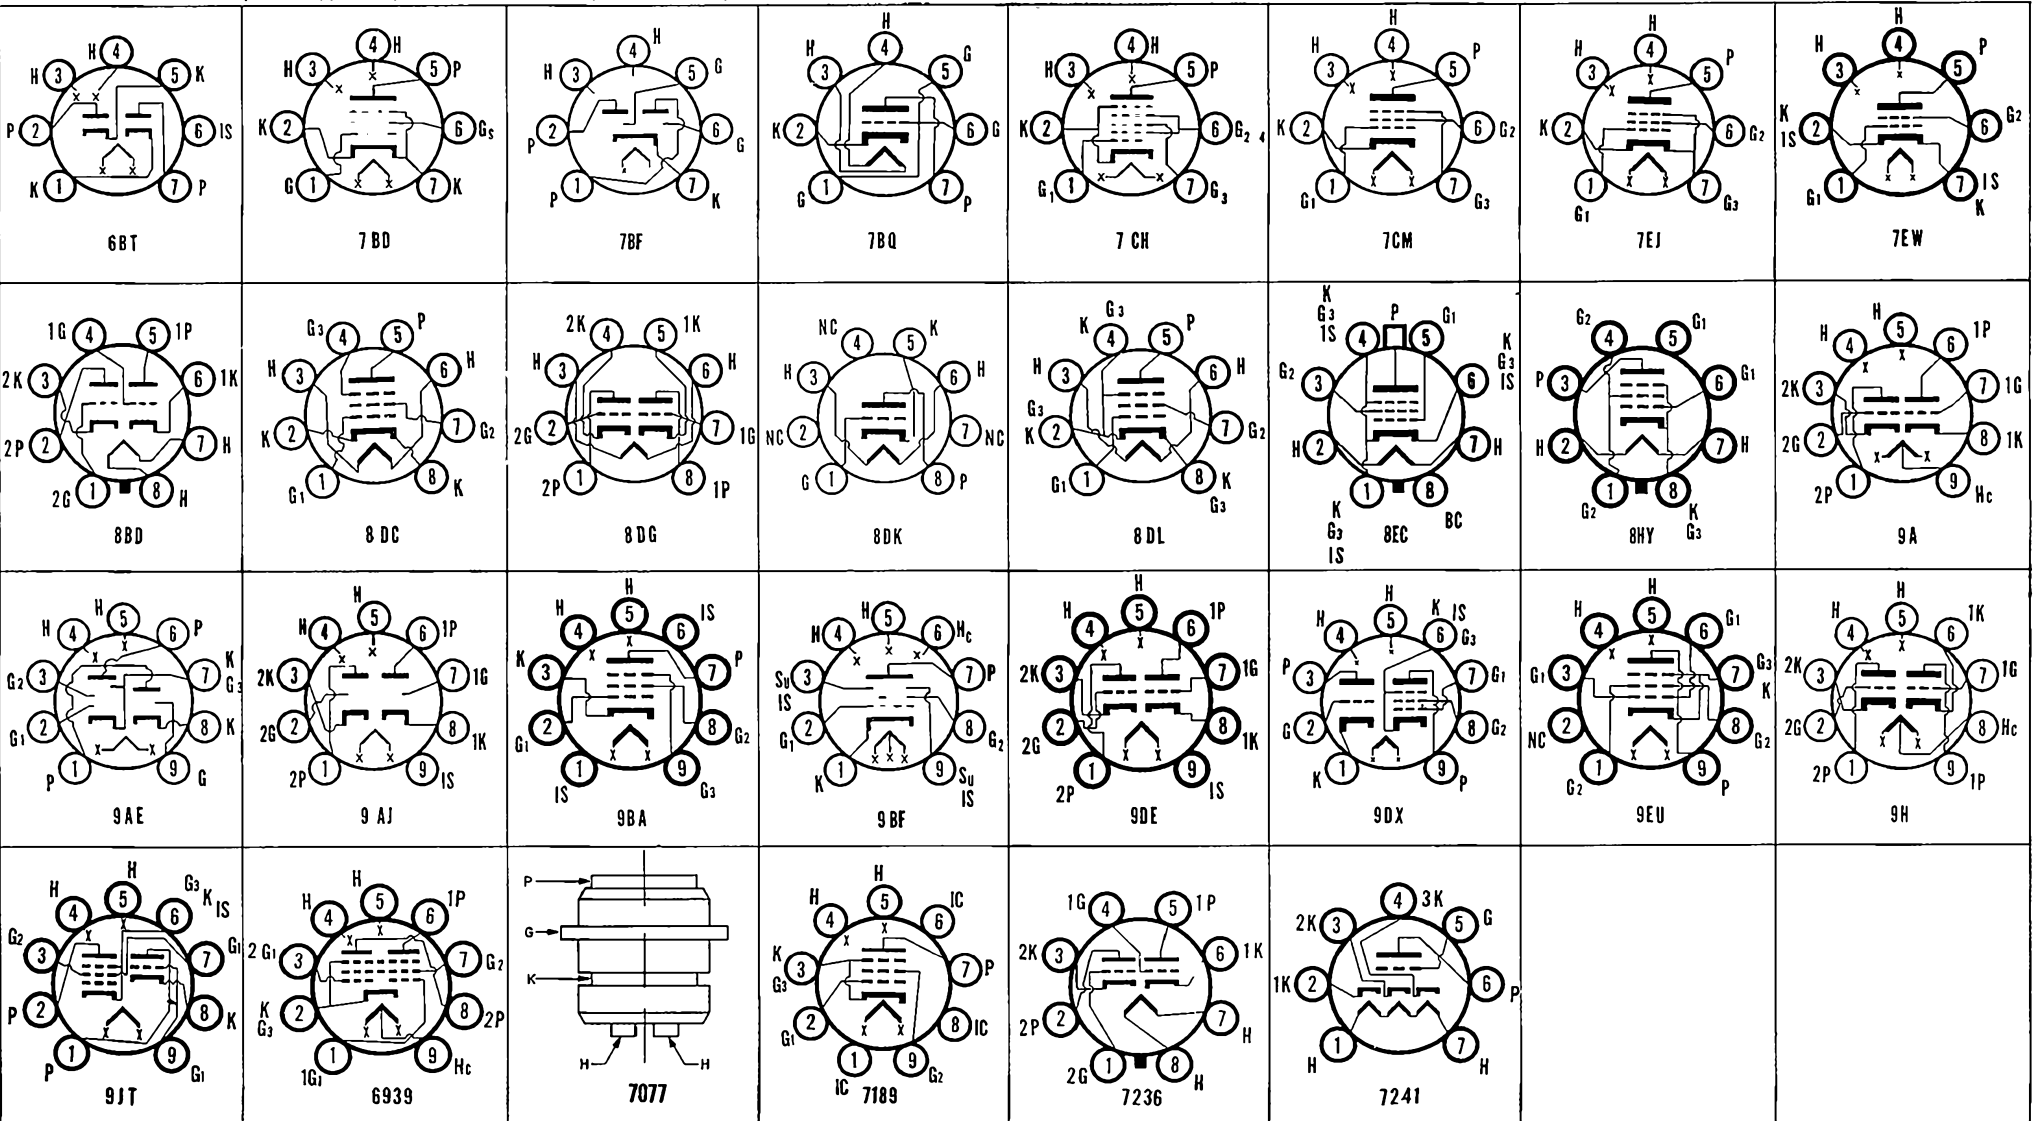 H 4
H 3 5 K
P 2 6 IS
K 1 7 P
6BT
4 H
H 3 5 P
K 2 6 Gs
G 1 7 K
7BD
H
4
H 3 5 G
P 2 6 G
P 1 7 K
7BF
H
4
H 3 5 G
K 2 6 G
G 1 7 P
7BQ
4 H
H 3 5 P
K 2 6 G2 4
G1 1 7 G3
7CH
H
4
H 3 5 P
K 2 6 G2
G1 1 7 G3
7CM
H
4
H 3 5 P
K 2 6 G2
G1 1 7 G3
7EJ
H
4
H 3 5 P
K
1S 2 6 G2
G1 1 7 IS
K
7EW
1G 4 5 1P
2K 3 6 1K
2P 2 7 H
2G 1 8 H
8BD
G3 4 5 P
H 3 6 H
K 2 7 G2
G1 1 8 K
8DC
2K 4 5 1K
H 3 6 H
2G 2 7 1G
2P 1 8 1P
8DG
NC 4 5 K
H 3 6 H
NC 2 7 NC
G 1 8 P
8DK
G3
K 4 5 P
H 3 6 H
G3
K 2 7 G2
G1 1 8 K
G3
8DL
K
G3
1S 4 P 5 G1
G2 3 6 K
G3
IS
H 2 7 H
K
G3
IS 1 8 BC
8EC
G2 4 5 G1
P 3 6 G1
H 2 7 H
G2 1 8 K
G3
8HY
H 5
H 4 6 1P
2K 3 7 1G
2G 2 8 1K
2P 1 9 Hc
9A
H 5
H 4 6 P
G2 3 7 K
G3
G1 2 8 K
P 1 9 G
9AE
H
5
H 4 6 1P
2K 3 7 1G
2G 2 8 1K
2P 1 9 IS
9AJ
H
5
H 4 6 IS
K 3 7 P
G1 2 8 G2
IS 1 9 G3
9BA
H
5
H 4 6 Hc
Su
IS 3 7 P
G1 2 8 G2
K 1 9 Su
IS
9BF
H
5
H 4 6 1P
2K 3 7 1G
2G 2 8 1K
2P 1 9 IS
9DE
H
5
H 4 6 K IS
G3
P 3 7 G1
G 2 8 G2
K 1 9 P
9DX
H
5
H 4 6 G1
G1 3 7 G3
K
NC 2 8 G2
G2 1 9 P
9EU
H
5
H 4 6 1K
2K 3 7 1G
2G 2 8 Hc
2P 1 9 1P
9H
H
5
H 4 6 G3
K
IS
G2 3 7 G1
P 2 8 K
P 1 9 G1
9JT
H
5
H 4 6 1P
2G1 3 7 G2
K
G3 2 8 2P
1G1 1 9 Hc
6939
P
G
K
H H
7077
H
5
H 4 6 IC
K
G3 3 7 P
G1 2 8 IC
IC 1 9 G2
7189
1G 4 5 1P
2K 3 6 1K
2P 2 7 H
2G 1 8 H
7236
4 3K
2K 3 5 G
1K 2 6 P
H 1 7 H
7241